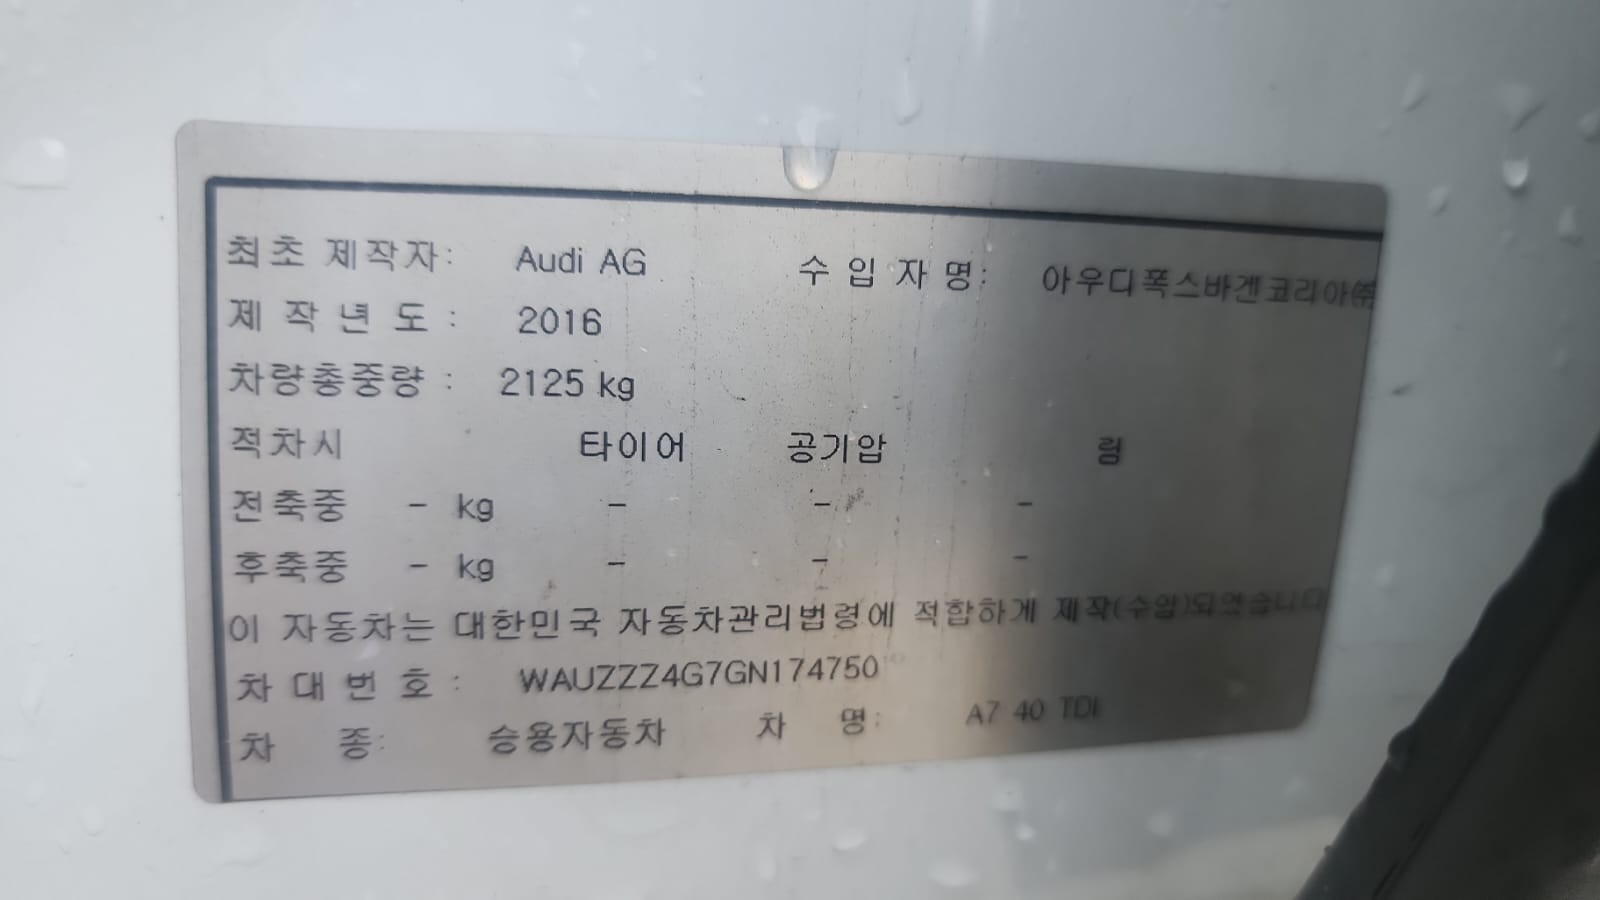 최초 제작자: Audi AG 수 입 자 명: 아우디폭스바겐코리아㈜
제 작 년 도 : 2016
차량총중량 : 2125 kg
적차시 타이어 공기압 림
전축중 - kg - - -
후축중 - kg - - -
이 자동차는 대한민국 자동차관리법령에 적합하게 제작(수입)되었습니다
차 대 번 호 : WAUZZZ4G7GN174750
차 종: 승용자동차 차 명: A7 40 TDI